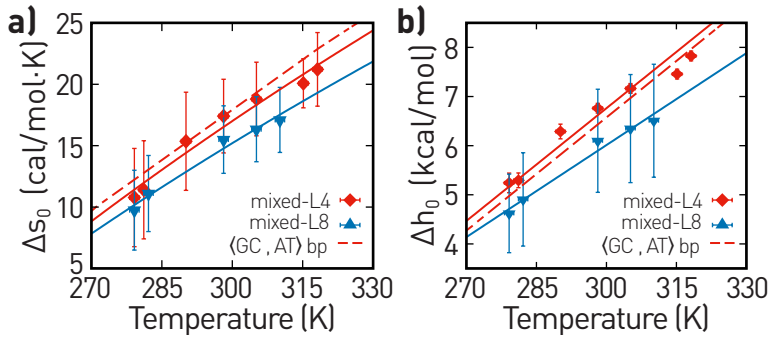 a)
Δs₀ (cal/mol·K)
25
20
15
10
5
mixed-L4
mixed-L8
⟨GC , AT⟩ bp
270 285 300 315 330
Temperature (K)
b)
Δh₀ (kcal/mol)
8
7
6
5
4
mixed-L4
mixed-L8
⟨GC , AT⟩ bp
270 285 300 315 330
Temperature (K)